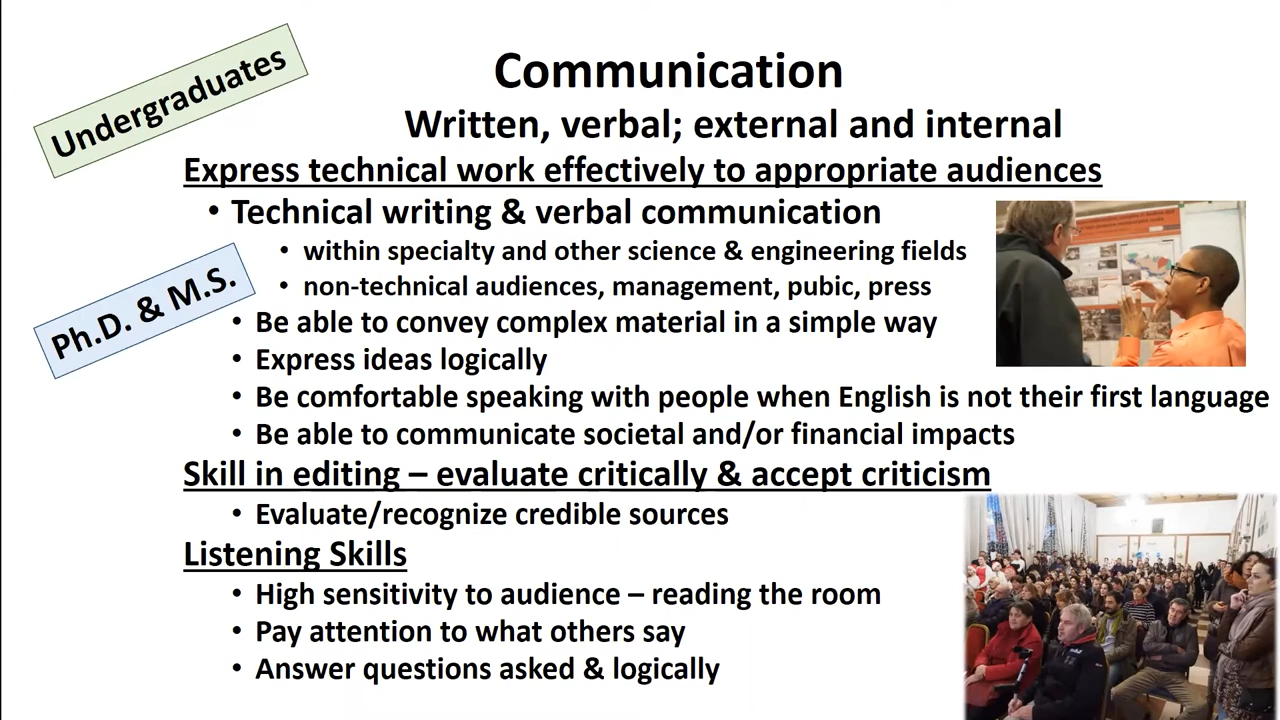 Undergraduates
Communication
Written, verbal; external and internal
Express technical work effectively to appropriate audiences
• Technical writing & verbal communication
• within specialty and other science & engineering fields
Ph.D. & M.S.
• non-technical audiences, management, pubic, press
• Be able to convey complex material in a simple way
• Express ideas logically
• Be comfortable speaking with people when English is not their first language
• Be able to communicate societal and/or financial impacts
Skill in editing – evaluate critically & accept criticism
• Evaluate/recognize credible sources
Listening Skills
• High sensitivity to audience – reading the room
• Pay attention to what others say
• Answer questions asked & logically